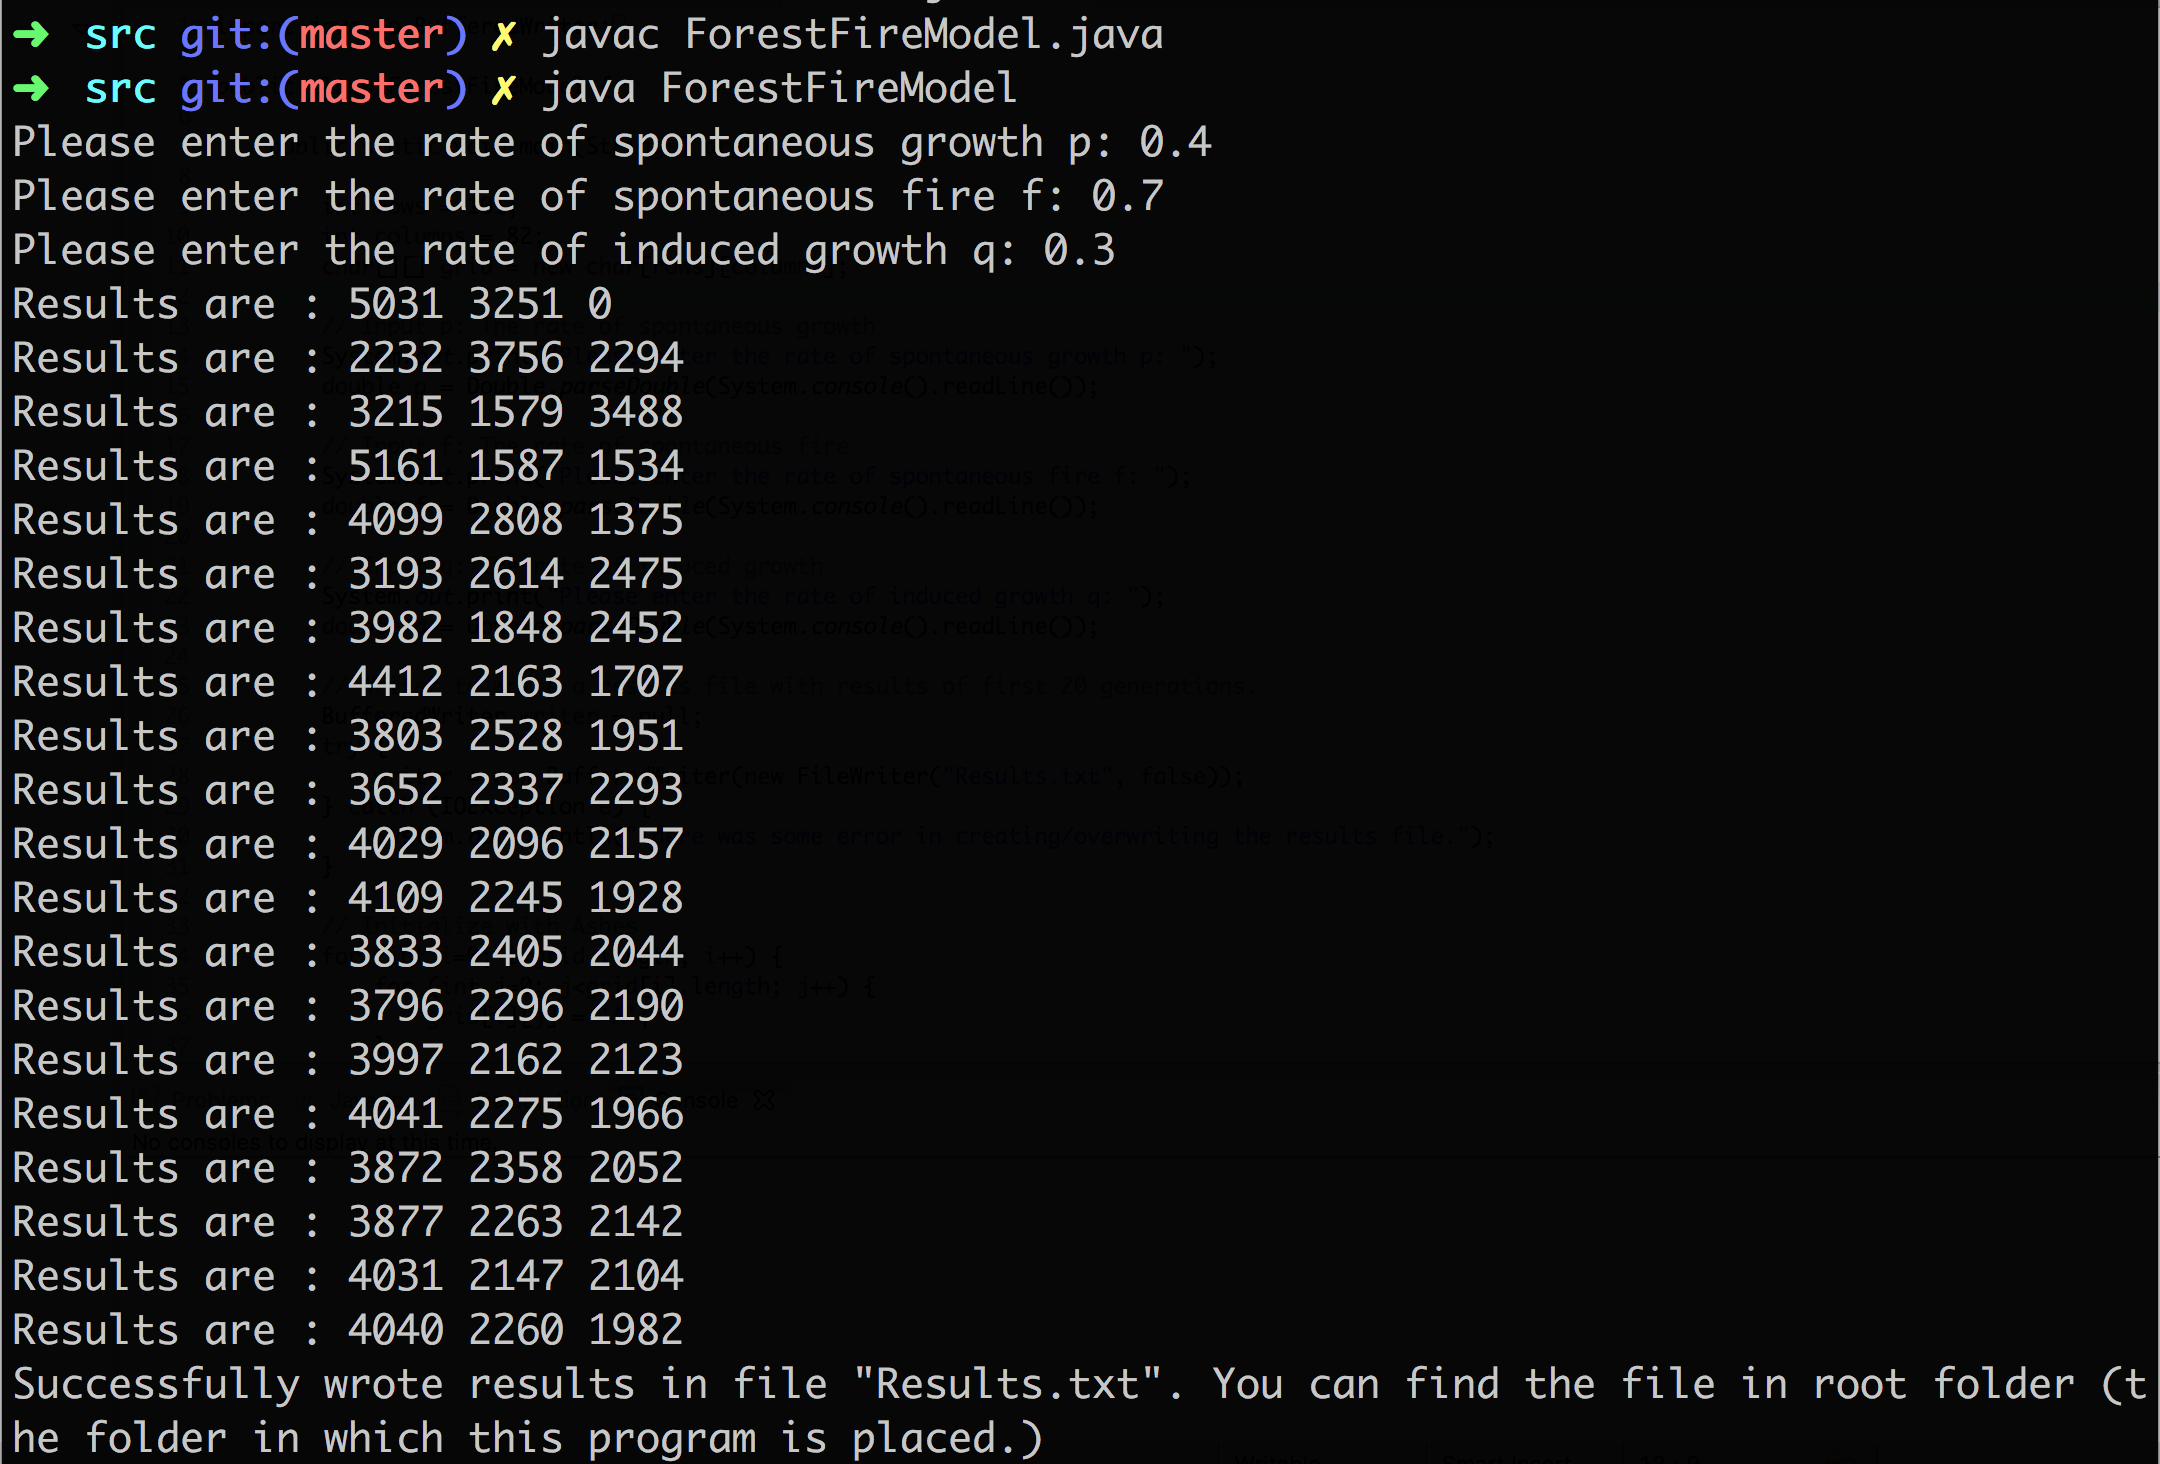 ➜ src git:(master) ✗ javac ForestFireModel.java
➜ src git:(master) ✗ java ForestFireModel
Please enter the rate of spontaneous growth p: 0.4
Please enter the rate of spontaneous fire f: 0.7
Please enter the rate of induced growth q: 0.3
Results are : 5031 3251 0
Results are : 2232 3756 2294
Results are : 3215 1579 3488
Results are : 5161 1587 1534
Results are : 4099 2808 1375
Results are : 3193 2614 2475
Results are : 3982 1848 2452
Results are : 4412 2163 1707
Results are : 3803 2528 1951
Results are : 3652 2337 2293
Results are : 4029 2096 2157
Results are : 4109 2245 1928
Results are : 3833 2405 2044
Results are : 3796 2296 2190
Results are : 3997 2162 2123
Results are : 4041 2275 1966
Results are : 3872 2358 2052
Results are : 3877 2263 2142
Results are : 4031 2147 2104
Results are : 4040 2260 1982
Successfully wrote results in file "Results.txt". You can find the file in root folder (t
he folder in which this program is placed.)